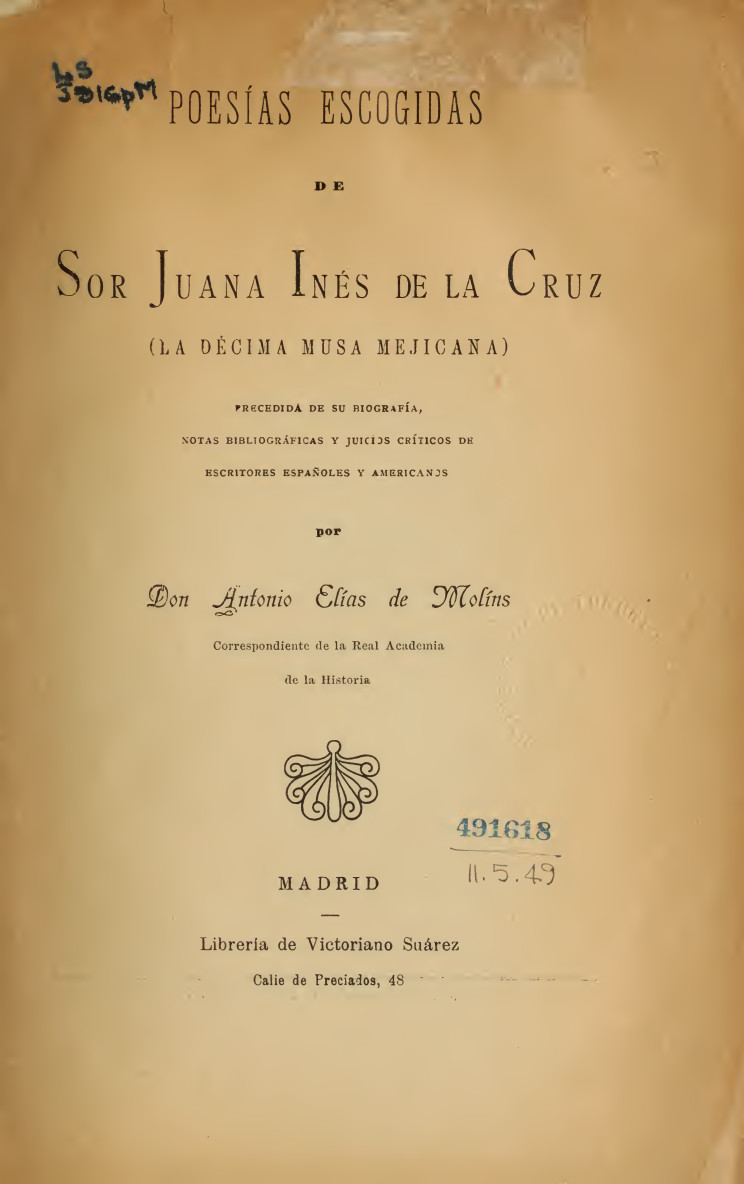 LS
POESÍAS ESCOGIDAS
DE
SOR JUANA INÉS DE LA CRUZ
(LA DÉCIMA MUSA MEJICANA)
PRECEDIDA DE SU BIOGRAFÍA,
NOTAS BIBLIOGRÁFICAS Y JUICIOS CRÍTICOS DE
ESCRITORES ESPAÑOLES Y AMERICANOS
por
Don Antonio Elías de Molíns
Correspondiente de la Real Academia
de la Historia
491618
11.5.49
MADRID
Librería de Victoriano Suárez
Calle de Preciados, 48